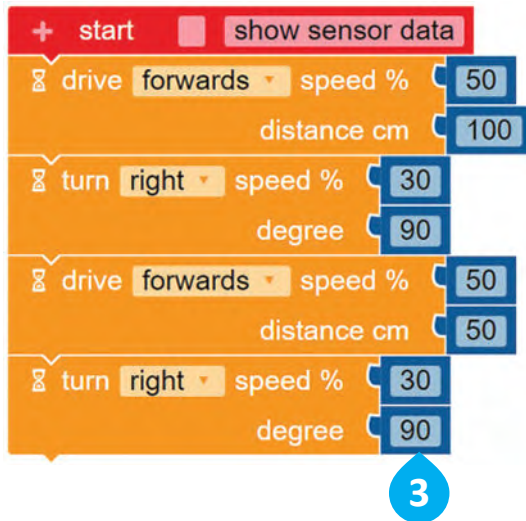 + start show sensor data
drive forwards speed % 50
distance cm 100
turn right speed % 30
degree 90
drive forwards speed % 50
distance cm 50
turn right speed % 30
degree 90
3